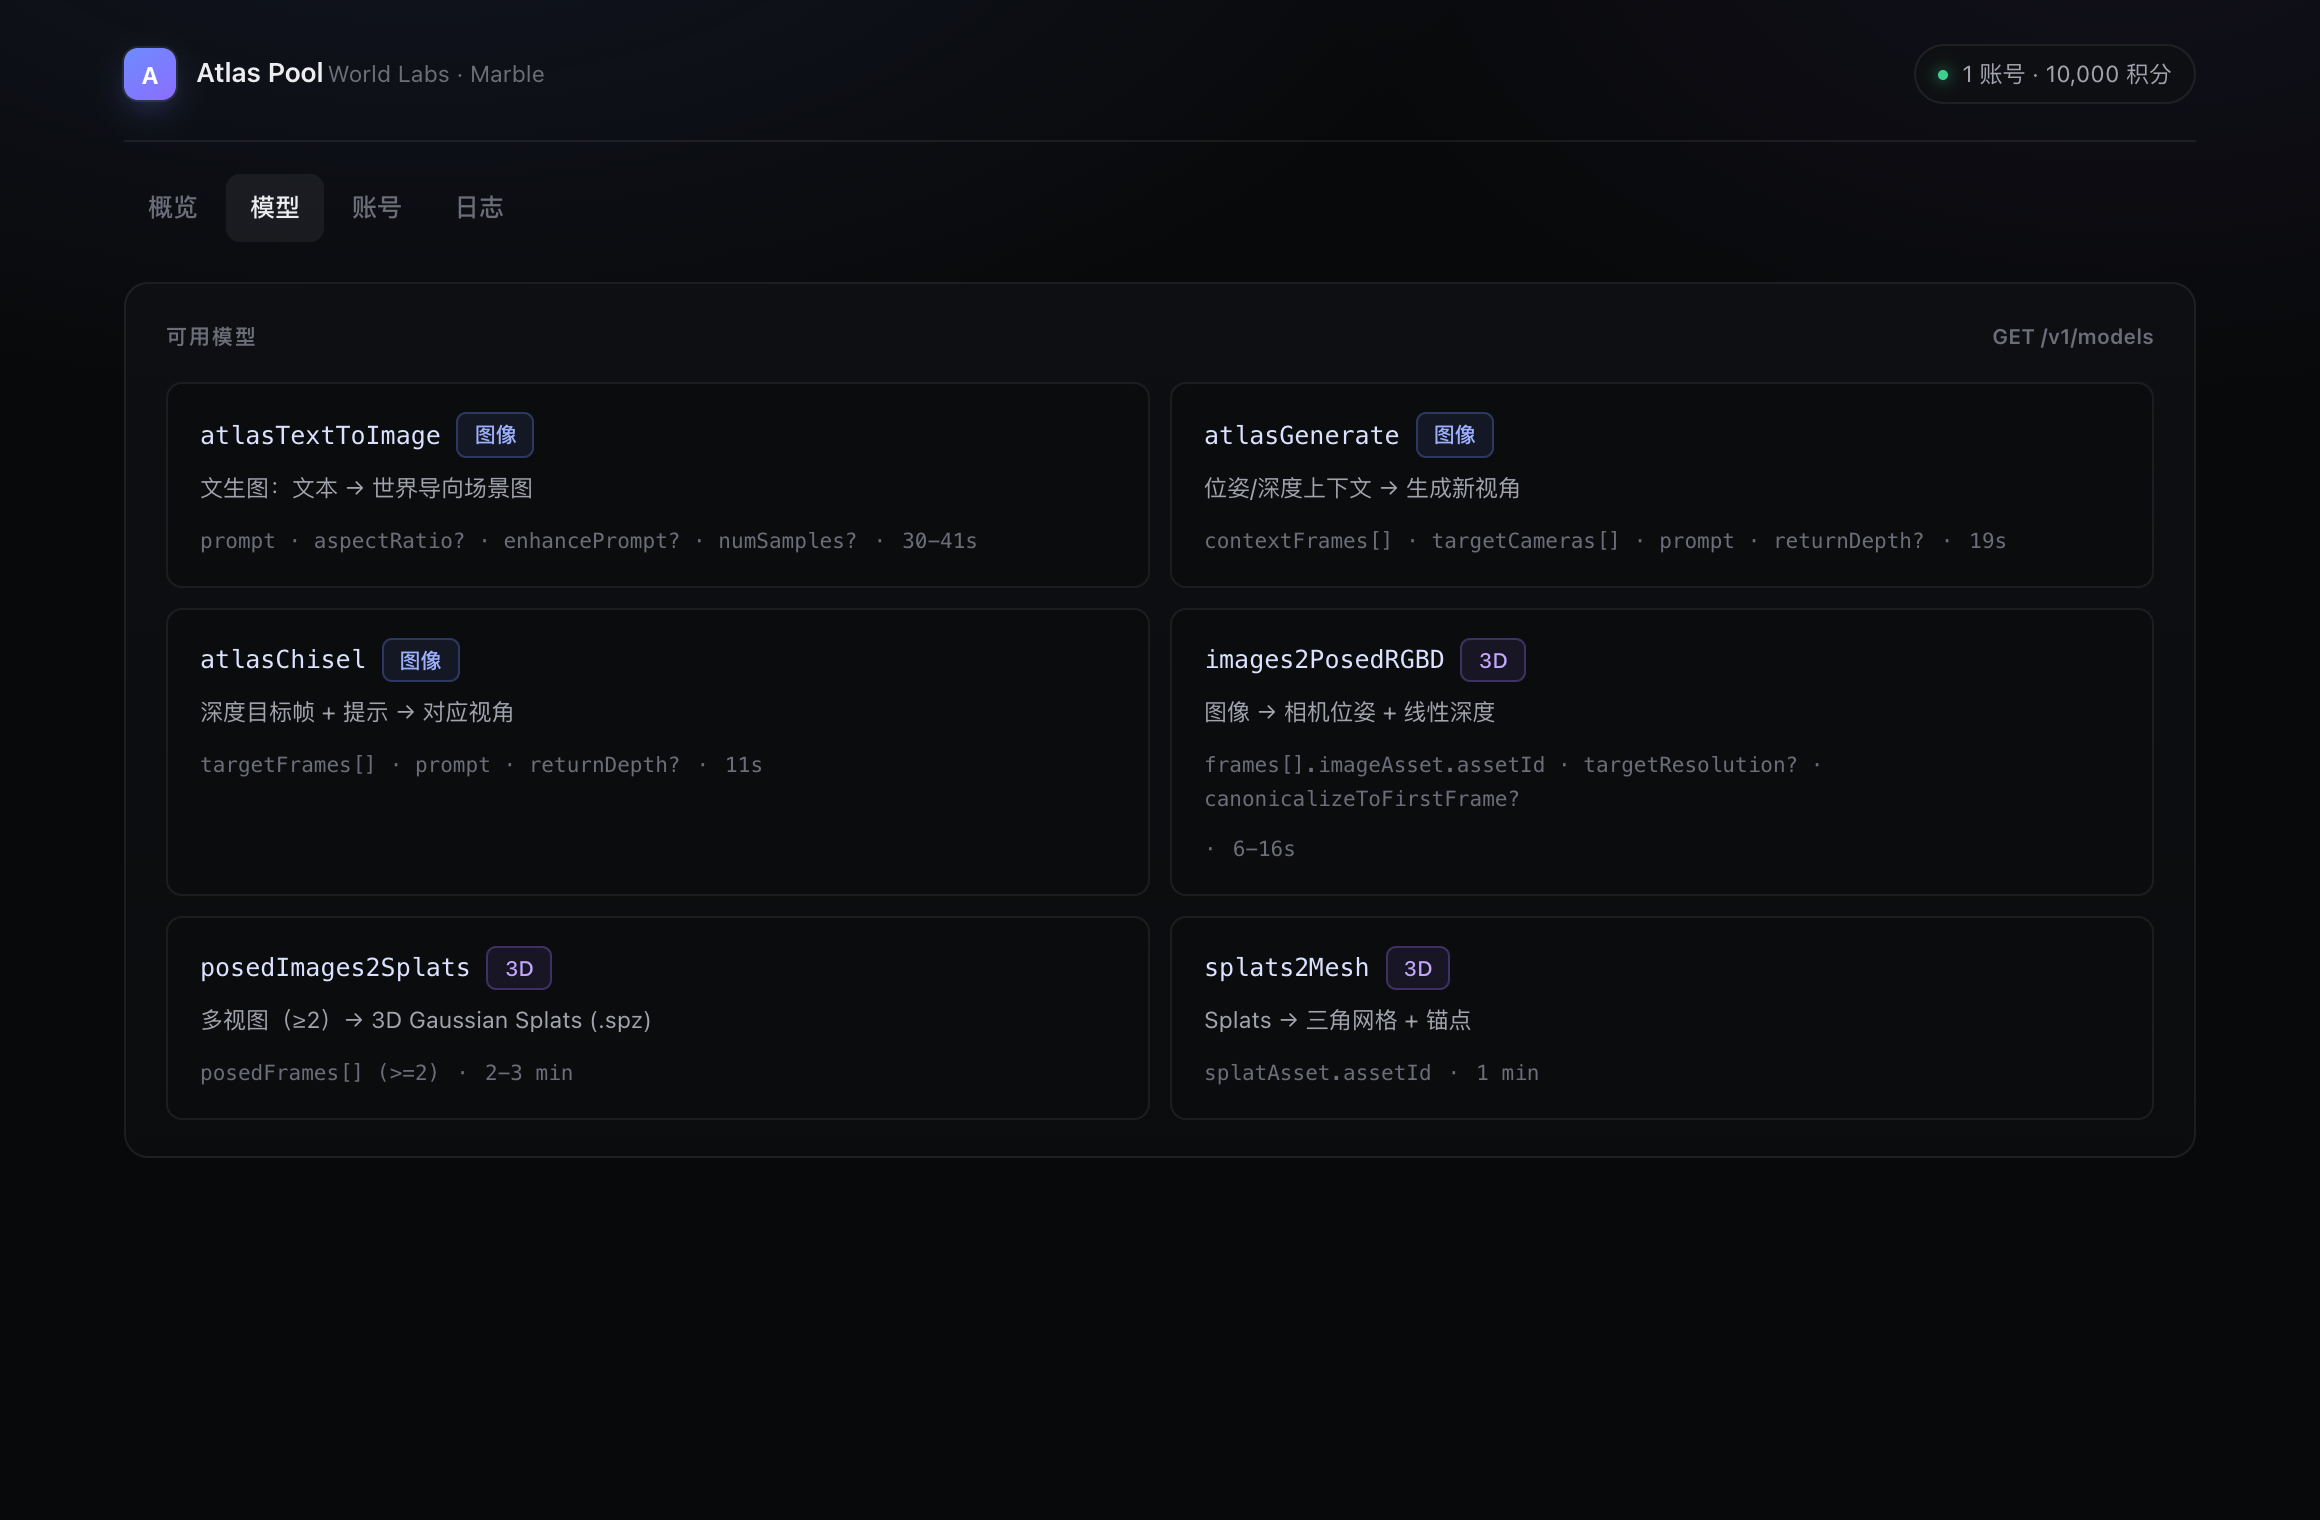 A
Atlas Pool World Labs · Marble
1 账号 · 10,000 积分
概览 模型 账号 日志
可用模型
GET /v1/models
atlasTextToImage 图像
文生图：文本 → 世界导向场景图
prompt · aspectRatio? · enhancePrompt? · numSamples? · 30–41s
atlasGenerate 图像
位姿/深度上下文 → 生成新视角
contextFrames[] · targetCameras[] · prompt · returnDepth? · 19s
atlasChisel 图像
深度目标帧 + 提示 → 对应视角
targetFrames[] · prompt · returnDepth? · 11s
images2PosedRGBD 3D
图像 → 相机位姿 + 线性深度
frames[].imageAsset.assetId · targetResolution? ·
canonicalizeToFirstFrame?
· 6–16s
posedImages2Splats 3D
多视图（≥2）→ 3D Gaussian Splats (.spz)
posedFrames[] (>=2) · 2–3 min
splats2Mesh 3D
Splats → 三角网格 + 锚点
splatAsset.assetId · 1 min